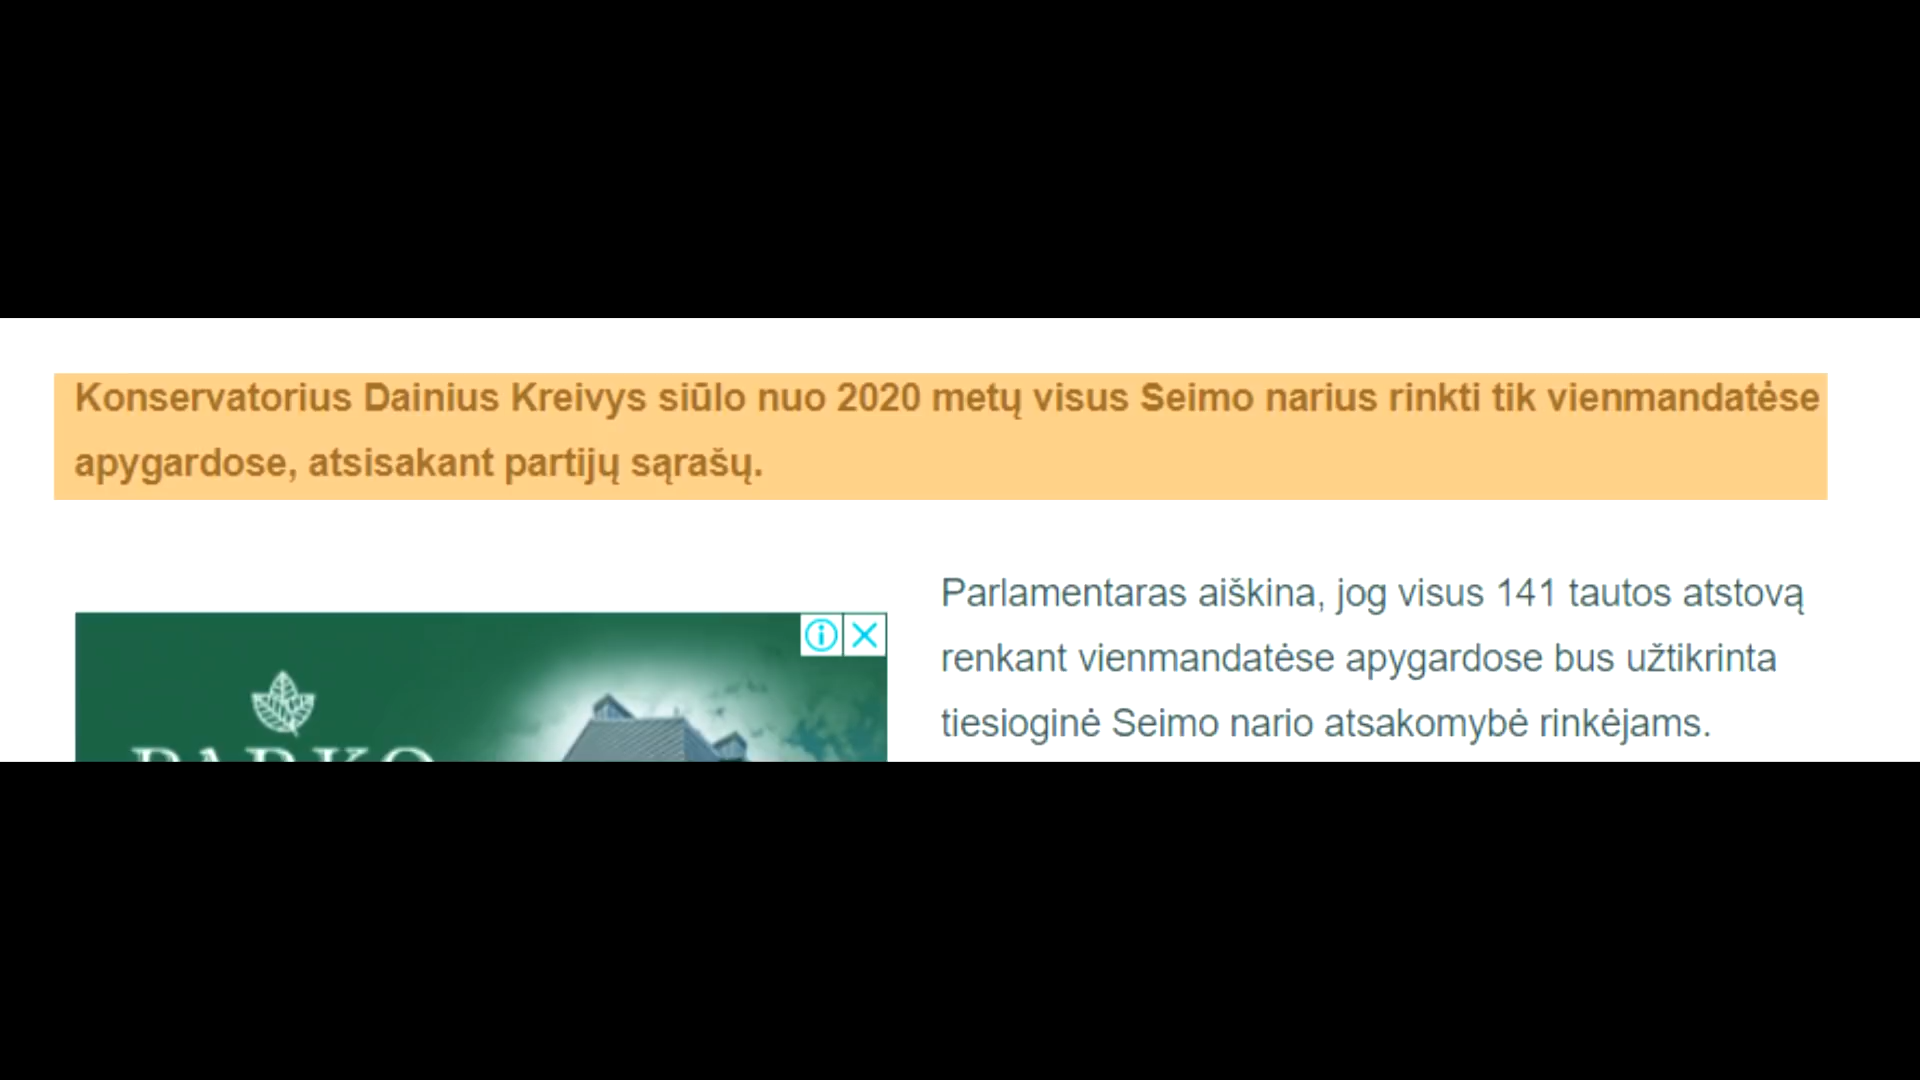 Konservatorius Dainius Kreivys siūlo nuo 2020 metų visus Seimo narius rinkti tik vienmandatėse
apygardose, atsisakant partijų sąrašų.
Parlamentaras aiškina, jog visus 141 tautos atstovą
renkant vienmandatėse apygardose bus užtikrinta
tiesioginė Seimo nario atsakomybė rinkėjams.
PARKO